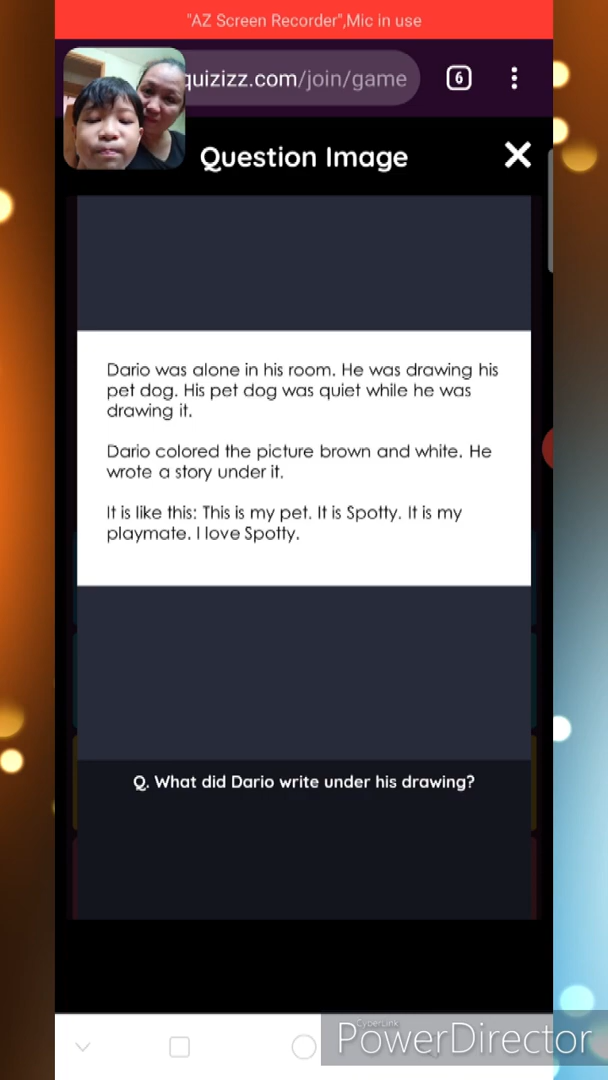 "AZ Screen Recorder",Mic in use
quizizz.com/join/game
6
Question Image
Dario was alone in his room. He was drawing his
pet dog. His pet dog was quiet while he was
drawing it.
Dario colored the picture brown and white. He
wrote a story under it.
It is like this: This is my pet. It is Spotty. It is my
playmate. I love Spotty.
Q. What did Dario write under his drawing?
CyberLink
PowerDirector